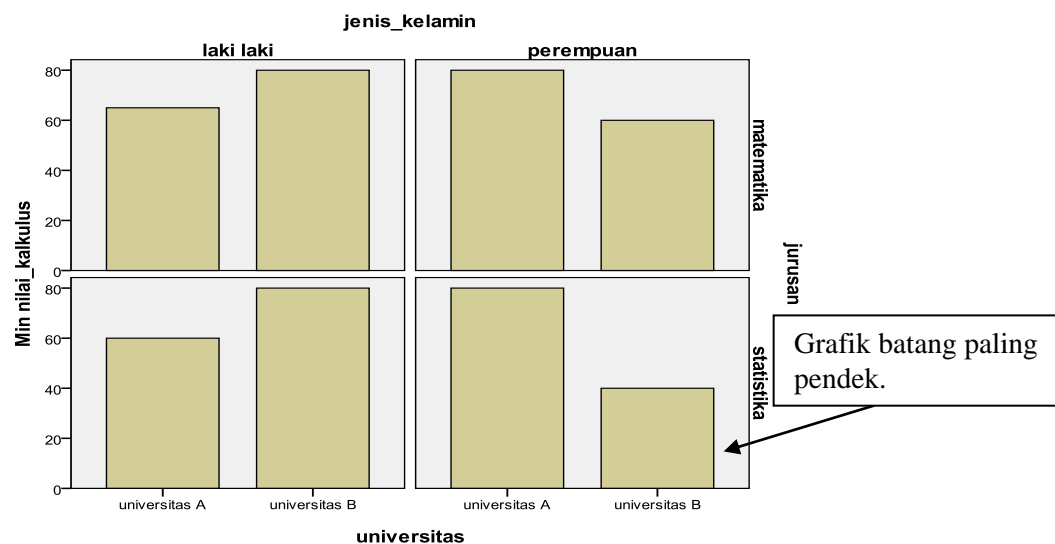 jenis_kelamin
laki laki
perempuan
80
60
40
20
0
matematika
Min nilai_kalkulus
jurusan
80
60
40
20
0
statistika
Grafik batang paling
pendek.
universitas A
universitas B
universitas A
universitas B
universitas